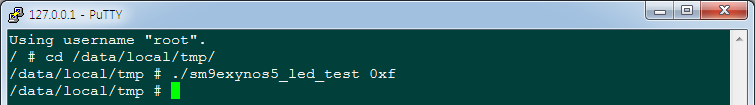 127.0.0.1 - PuTTY
Using username "root".
/ # cd /data/local/tmp/
/data/local/tmp # ./sm9exynos5_led_test 0xf
/data/local/tmp #